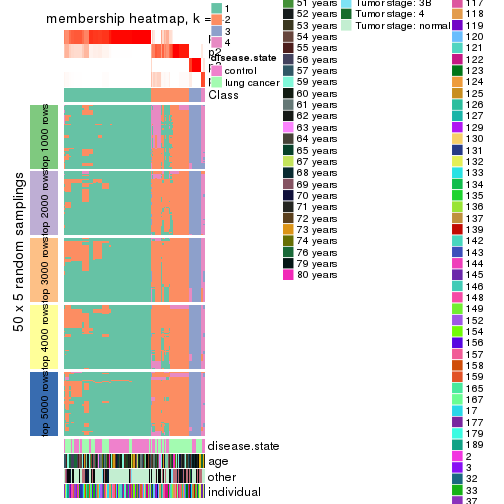 membership heatmap, k =
1
2
3
4
p2
disease.state
control
lung cancer
Class
50 x 5 random samplings
top 1000 rows
top 2000 rows
top 3000 rows
top 4000 rows
top 5000 rows
disease.state
age
other
individual
51 years
52 years
53 years
54 years
55 years
56 years
57 years
59 years
60 years
61 years
62 years
63 years
64 years
65 years
67 years
68 years
69 years
70 years
71 years
72 years
73 years
74 years
76 years
79 years
80 years
Tumor stage: 3B
Tumor stage: 4
Tumor stage: normal
117
118
119
120
121
122
123
124
125
126
127
129
130
131
132
133
134
135
136
137
139
142
143
144
145
146
148
149
152
154
156
157
158
159
165
167
17
177
179
189
2
3
32
33
37